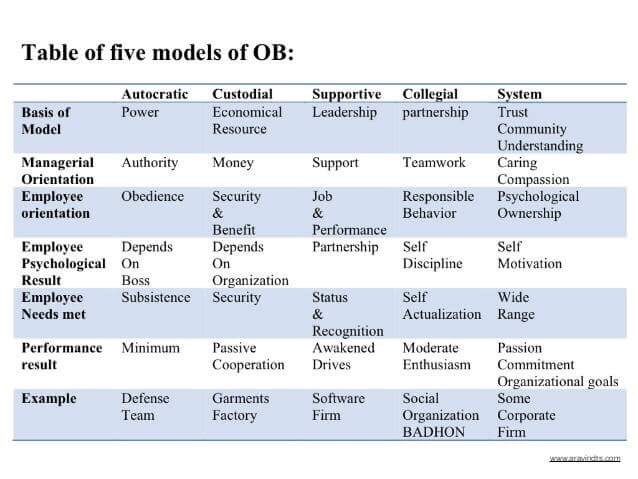 Table of five models of OB:
Autocratic Custodial Supportive Collegial System
Basis of Power Economical Leadership partnership Trust
Model Resource Community
Understanding
Managerial Authority Money Support Teamwork Caring
Orientation Compassion
Employee Obedience Security Job Responsible Psychological
orientation & & Behavior Ownership
Benefit Performance
Employee Depends Depends Partnership Self Self
Psychological On On Discipline Motivation
Result Boss Organization
Employee Subsistence Security Status Self Wide
Needs met & Actualization Range
Recognition
Performance Minimum Passive Awakened Moderate Passion
result Cooperation Drives Enthusiasm Commitment
Organizational goals
Example Defense Garments Software Social Some
Team Factory Firm Organization Corporate
BADHON Firm
www.aravindts.com